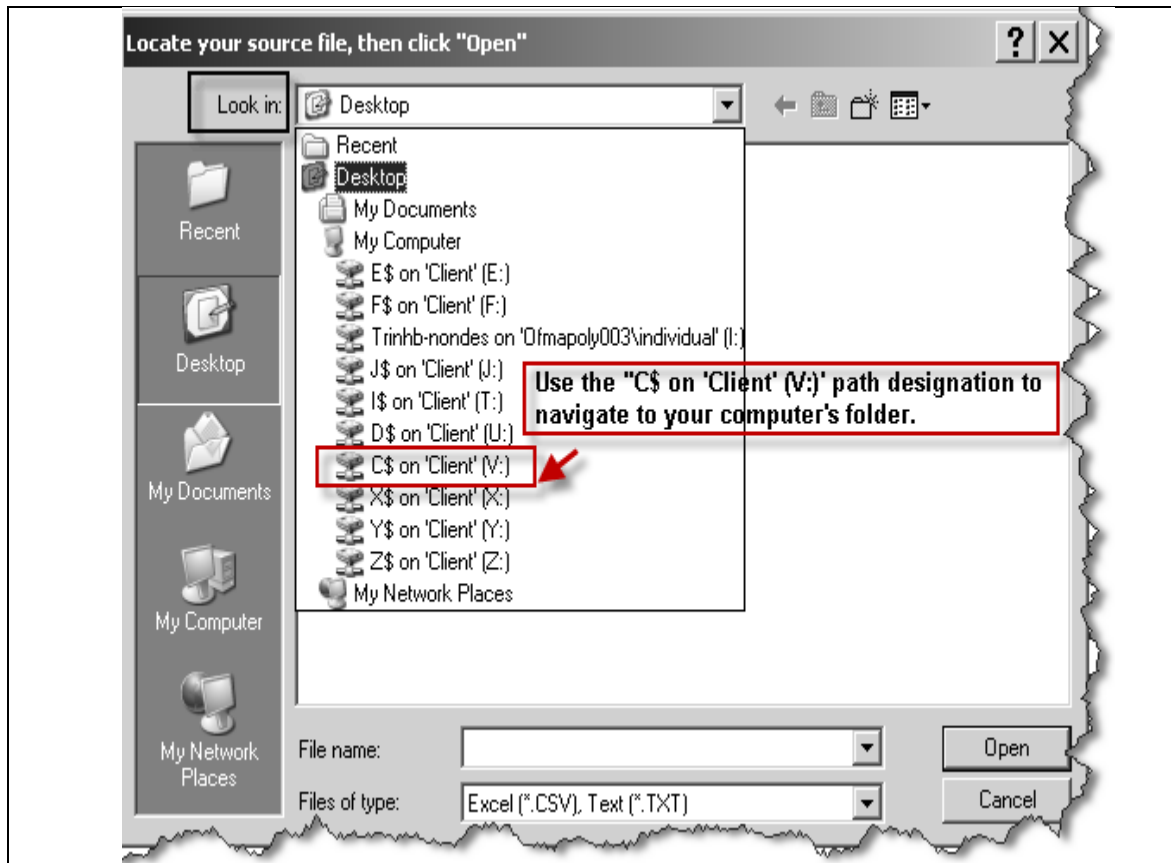 Locate your source file, then click "Open"
Look in:
Desktop
Recent
Desktop
My Documents
My Computer
E$ on 'Client' (E:)
F$ on 'Client' (F:)
Trinhb-nondes on 'Ofmapoly003\individual' (I:)
J$ on 'Client' (J:)
I$ on 'Client' (T:)
D$ on 'Client' (U:)
C$ on 'Client' (V:)
X$ on 'Client' (X:)
Y$ on 'Client' (Y:)
Z$ on 'Client' (Z:)
My Network Places
Use the "C$ on 'Client' (V:)' path designation to
navigate to your computer's folder.
Recent
Desktop
My Documents
My Computer
My Network
Places
File name:
Open
Files of type:
Excel (*.CSV), Text (*.TXT)
Cancel